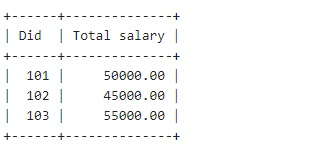 +------+--------------+
| Did  | Total salary |
+------+--------------+
|  101 |     50000.00 |
|  102 |     45000.00 |
|  103 |     55000.00 |
+------+--------------+